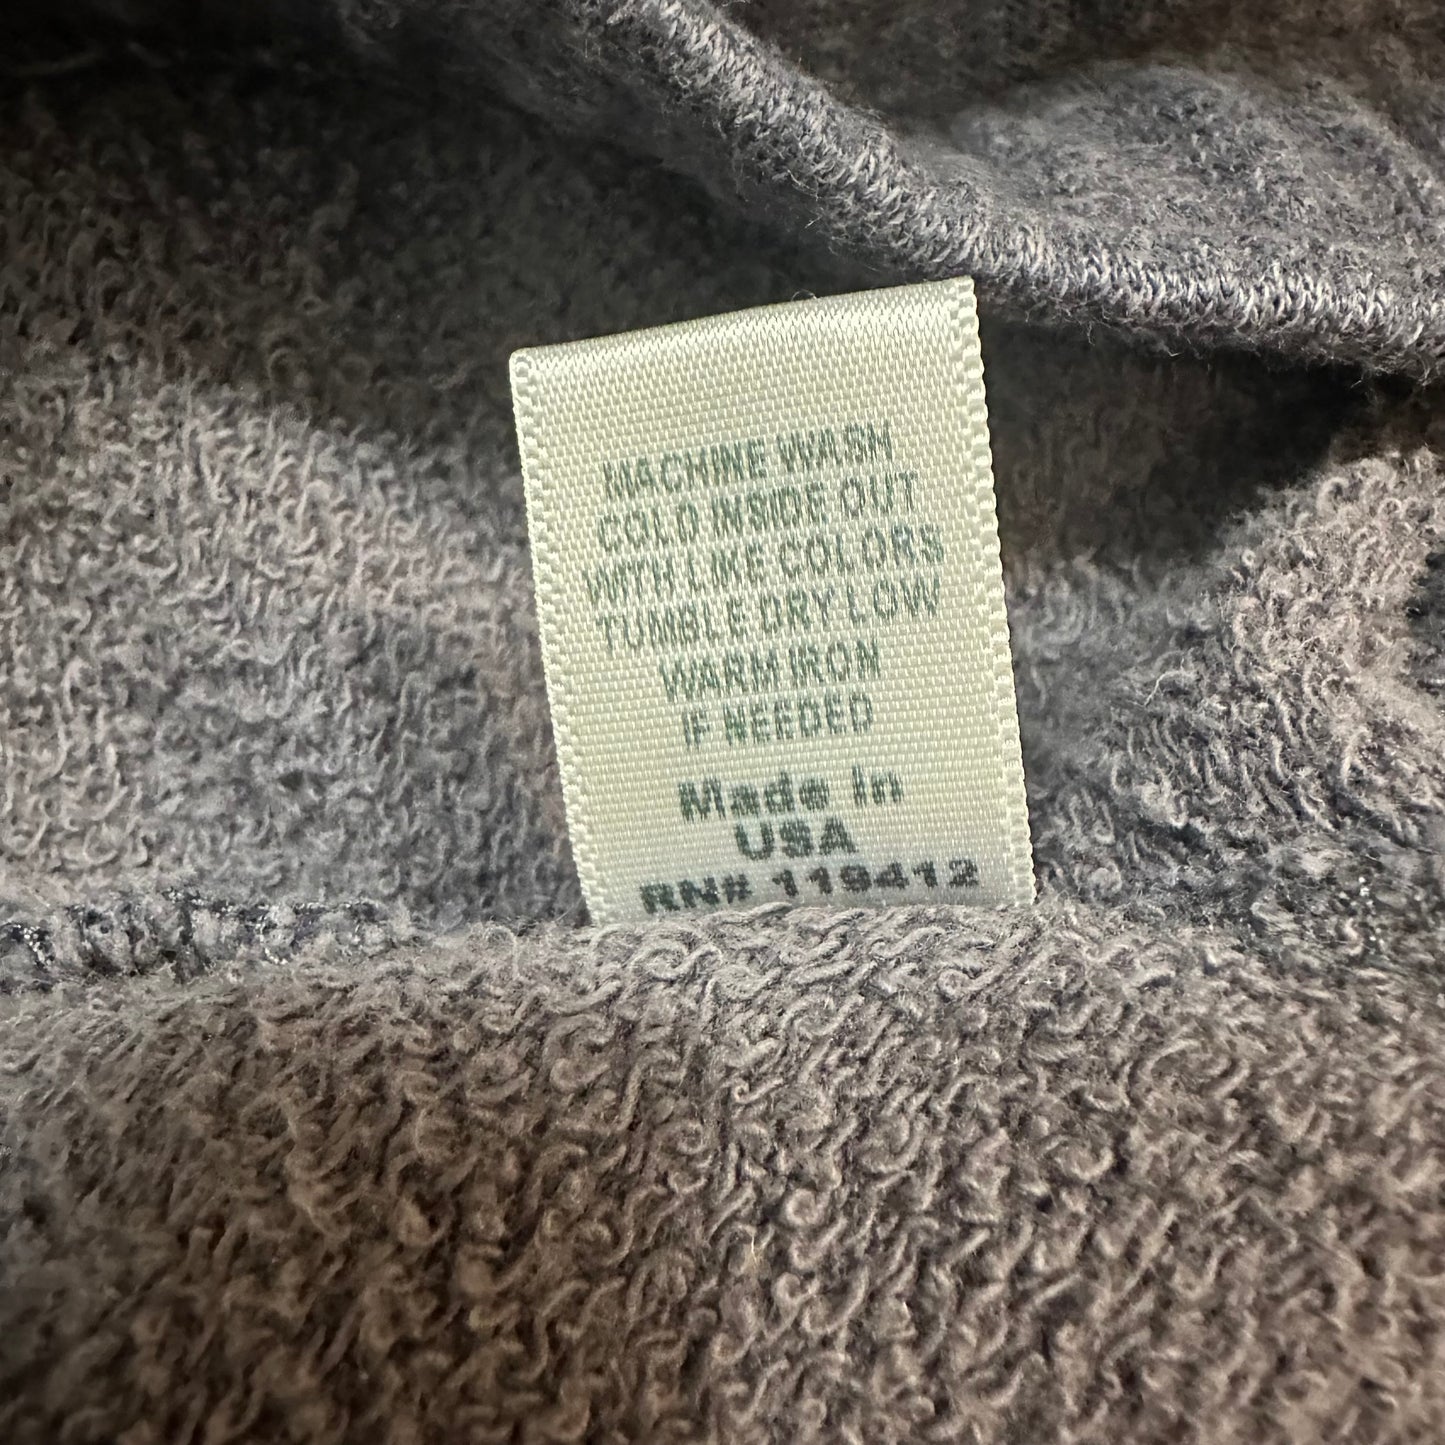 MACHINE WASH
COLD INSIDE OUT
WITH LIKE COLORS
TUMBLE DRY LOW
WARM IRON
IF NEEDED
Made In
USA
RN# 119412